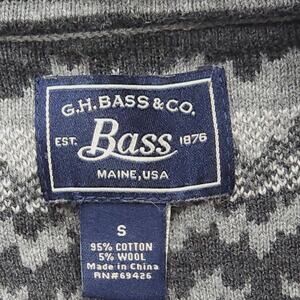 G.H.BASS & CO.
EST. Bass 1876
MAINE, USA
S
95% COTTON
5% WOOL
Made in China
RN#69426